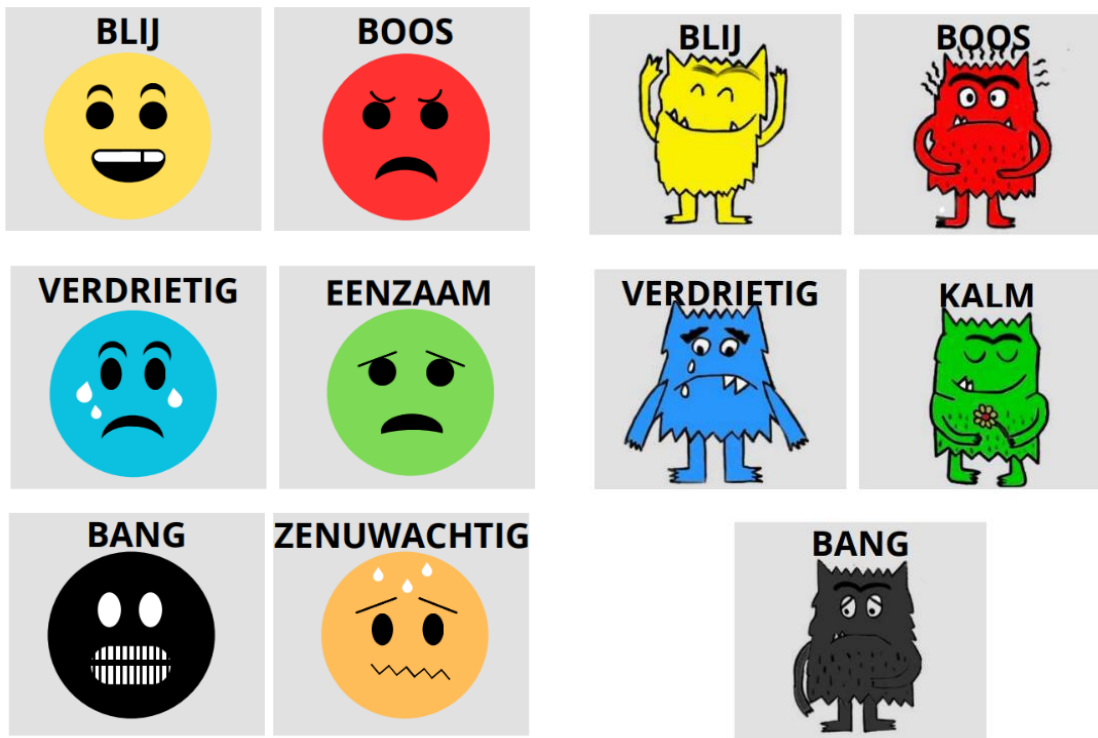 BLIJ
BOOS
VERDRIETIG
EENZAAM
BANG
ZENUWACHTIG
BLIJ
BOOS
VERDRIETIG
KALM
BANG